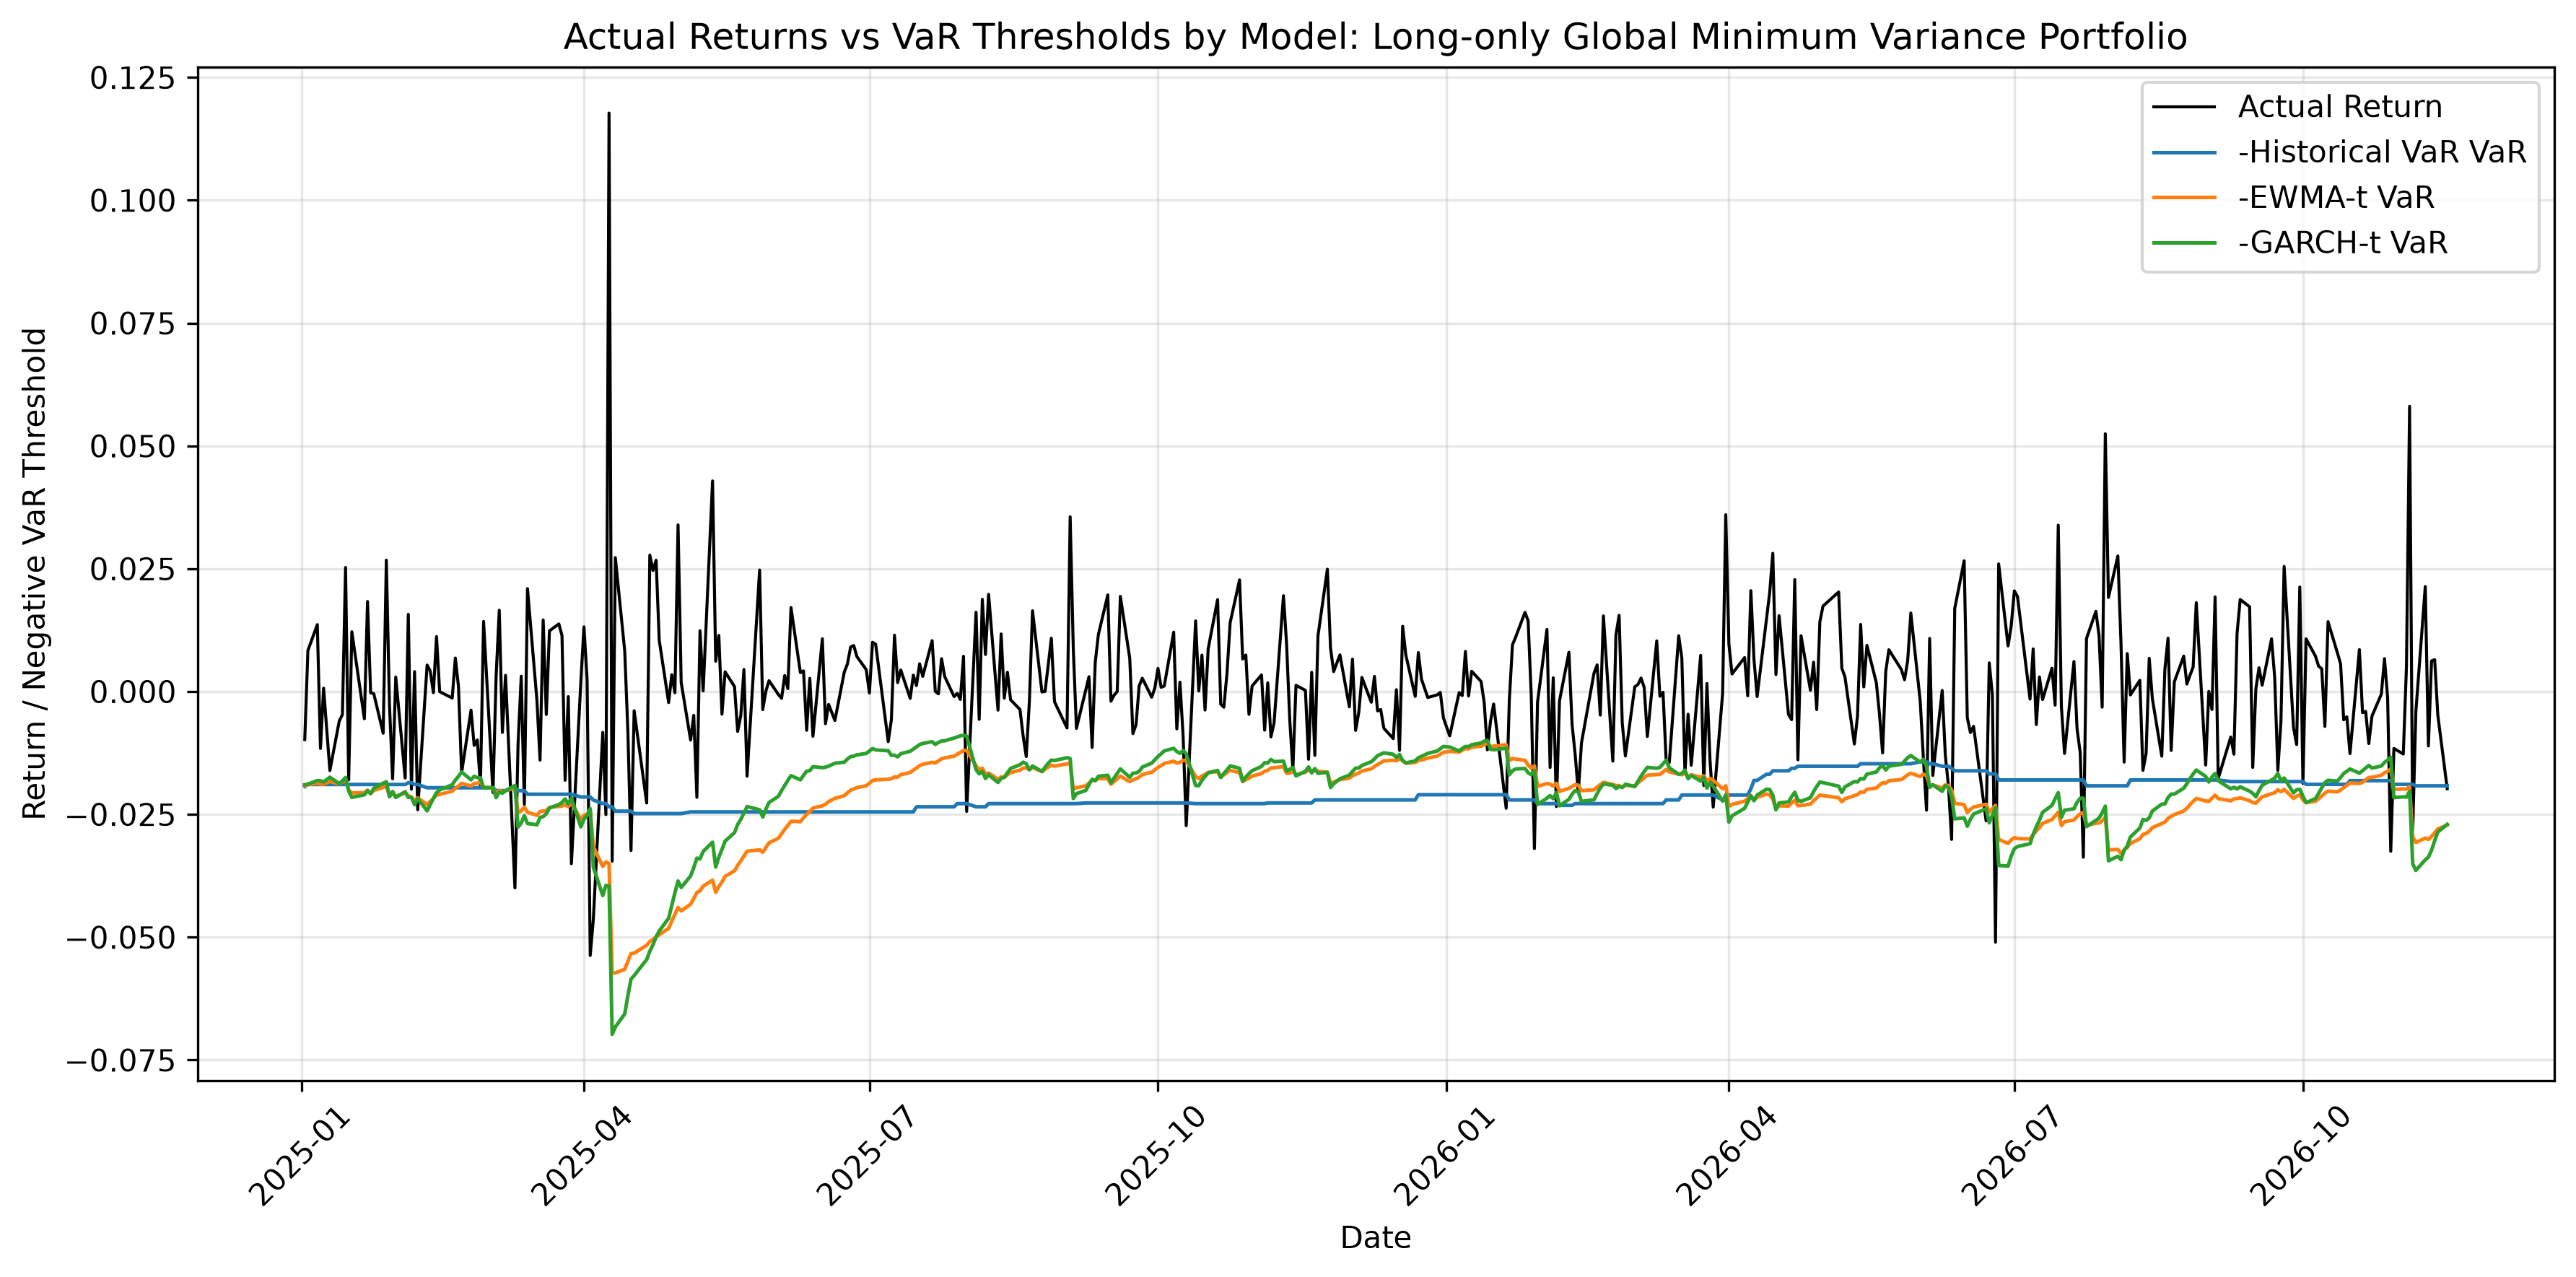 Actual Returns vs VaR Thresholds by Model: Long-only Global Minimum Variance Portfolio
Return / Negative VaR Threshold
0.125
0.100
0.075
0.050
0.025
0.000
−0.025
−0.050
−0.075
Actual Return
-Historical VaR VaR
-EWMA-t VaR
-GARCH-t VaR
2025-01
2025-04
2025-07
2025-10
2026-01
2026-04
2026-07
2026-10
Date